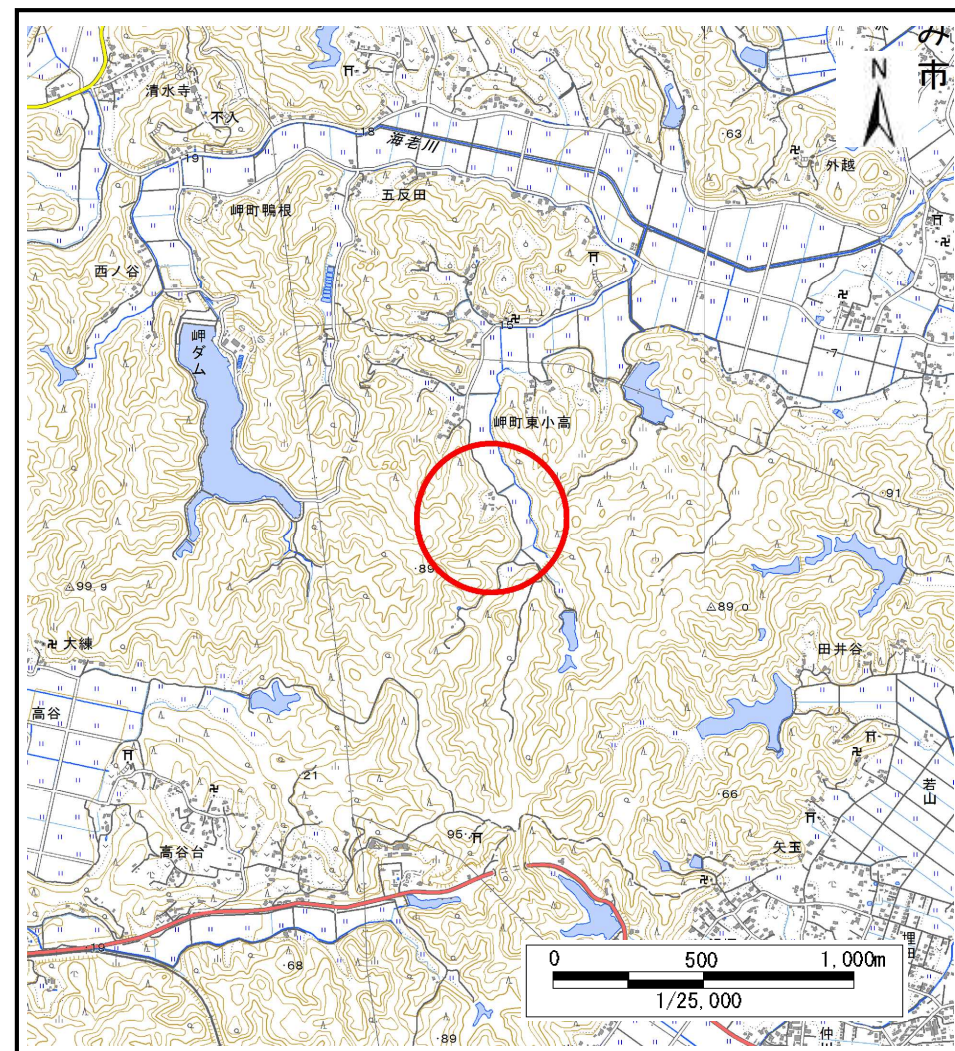 み
市
N
清水寺
不入
18
海老川
63
外越
19
五反田
岬町鴨根
西ノ谷
15
岬ダム
7
岬町東小高
50
91
89
99.9
89.0
大練
田井谷
高谷
21
66
若山
95
矢玉
高谷台
19
68
0 500 1,000m
1/25,000
89